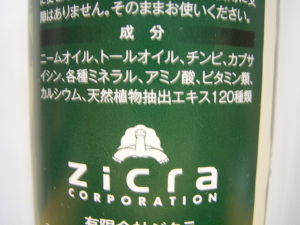 障はありません。そのままお使いください。
成分
ニームオイル、トールオイル、チンピ、カプサ
イシン、各種ミネラル、アミノ酸、ビタミン類、
カルシウム、天然植物抽出エキス120種類
zicra
CORPORATION